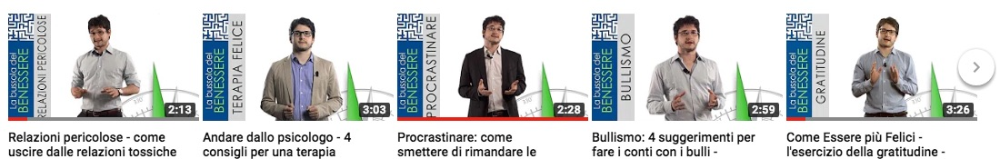 La bussola del
BENESSERE
RELAZIONI PERICOLOSE
2:13
Relazioni pericolose - come
uscire dalle relazioni tossiche
La bussola del
BENESSERE
TERAPIA FELICE
3:03
Andare dallo psicologo - 4
Consigli per una terapia
La bussola del
BENESSERE
PROCRASTINARE
2:28
Procrastinare: come
smettere di rimandare le
La bussola del
BENESSERE
BULLISMO
2:59
Bullismo: 4 suggerimenti per
fare i conti con i bulli -
La bussola del
BENESSERE
GRATITUDINE
3:26
Come Essere più Felici -
l'esercizio della gratitudine -